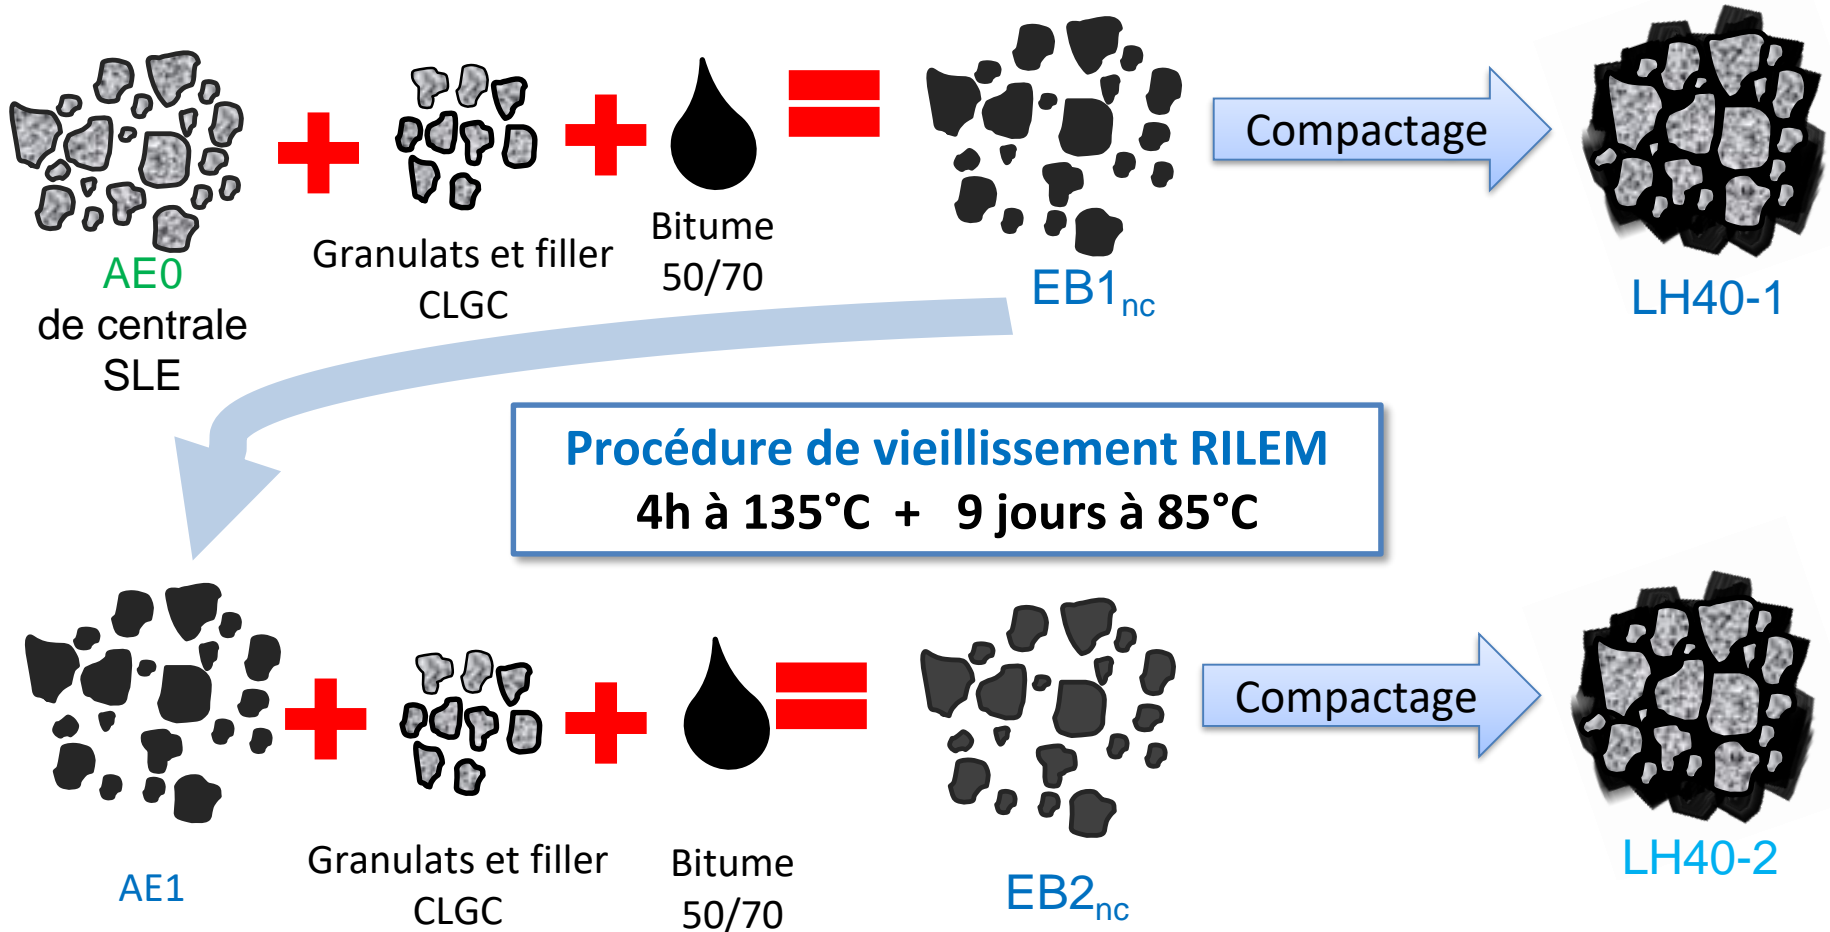 AE0
de centrale
SLE
Granulats et filler
CLGC
Bitume
50/70
EB1nc
Compactage
LH40-1
Procédure de vieillissement RILEM
4h à 135°C + 9 jours à 85°C
AE1
Granulats et filler
CLGC
Bitume
50/70
EB2nc
Compactage
LH40-2